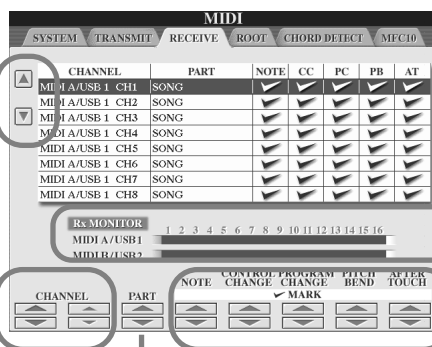 MIDI
SYSTEM TRANSMIT RECEIVE ROOT CHORD DETECT MFC10
CHANNEL PART NOTE CC PC PB AT
MIDI A/USB 1 CH1 SONG
MIDI A/USB 1 CH2 SONG
MIDI A/USB 1 CH3 SONG
MIDI A/USB 1 CH4 SONG
MIDI A/USB 1 CH5 SONG
MIDI A/USB 1 CH6 SONG
MIDI A/USB 1 CH7 SONG
MIDI A/USB 1 CH8 SONG
Rx MONITOR 1 2 3 4 5 6 7 8 9 10 11 12 13 14 15 16
MIDI A/USB1
MIDI B/USB2
CHANNEL PART NOTE CONTROL CHANGE PROGRAM CHANGE PITCH BEND AFTER TOUCH
MARK